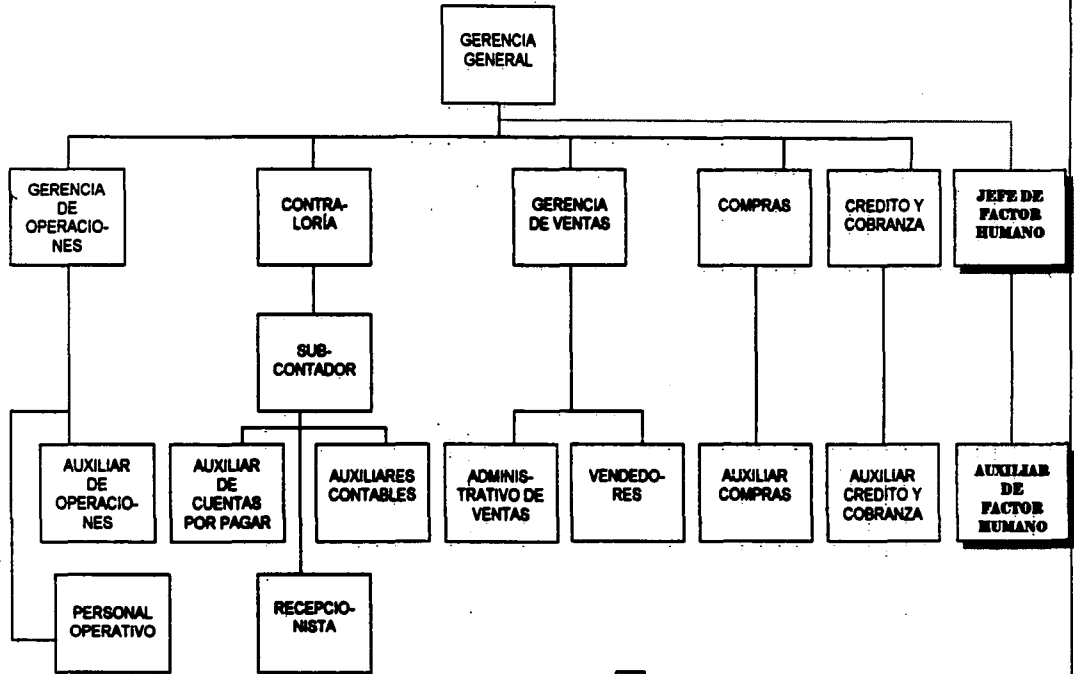 GERENCIA
GENERAL
GERENCIA
DE
OPERACIO-
NES
CONTRA-
LORÍA
GERENCIA
DE VENTAS
COMPRAS
CREDITO Y
COBRANZA
JEFE DE
FACTOR
HUMANO
SUB-
CONTADOR
AUXILIAR
DE
OPERACIO-
NES
AUXILIAR
DE
CUENTAS
POR PAGAR
AUXILIARES
CONTABLES
ADMINIS-
TRATIVO DE
VENTAS
VENDEDO-
RES
AUXILIAR
COMPRAS
AUXILIAR
CREDITO Y
COBRANZA
AUXILIAR
DE
FACTOR
HUMANO
PERSONAL
OPERATIVO
RECEPCIO-
NISTA